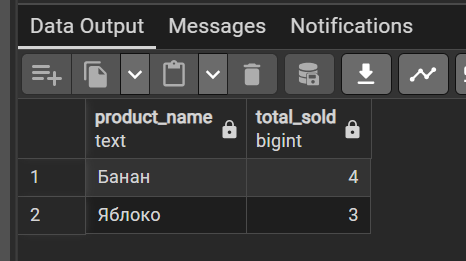 Data Output Messages Notifications
product_name total_sold
text bigint
1 Банан 4
2 Яблоко 3